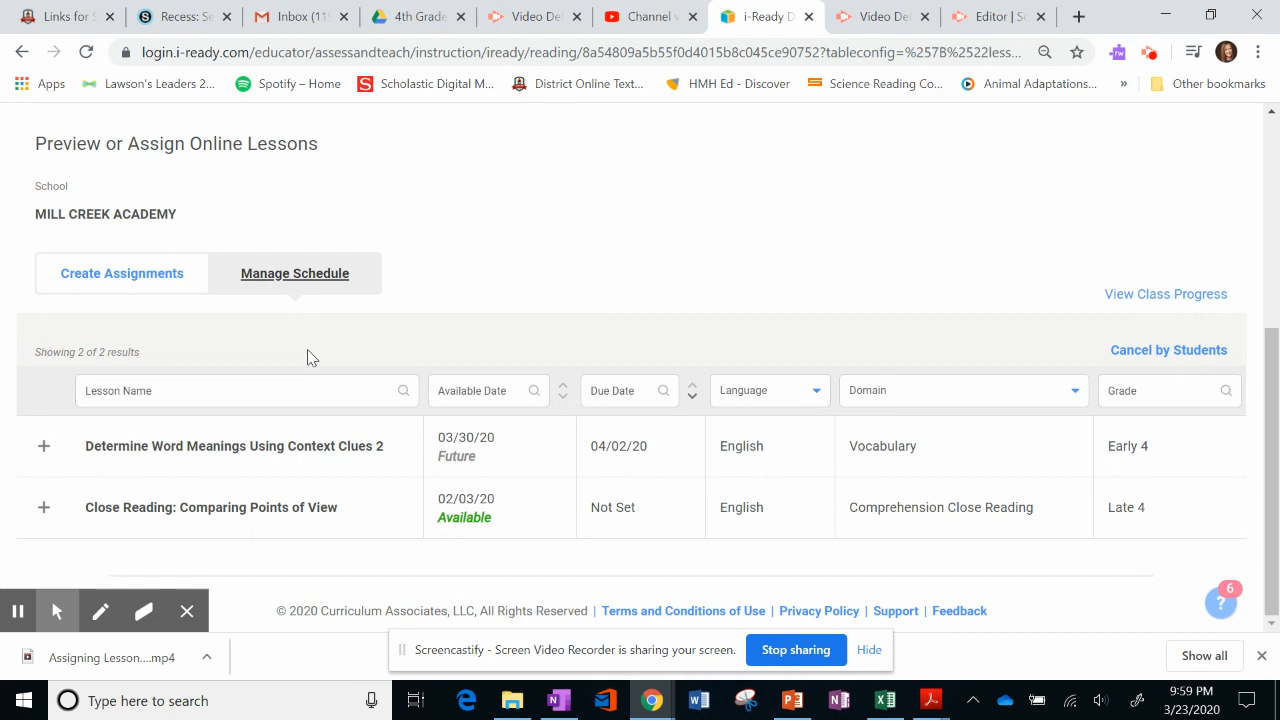 Links for S
Recess: Se
Inbox (119
4th Grade
Video Det
Channel v
i-Ready D
Video Det
Editor | Sc
login.i-ready.com/educator/assessandteach/instruction/iready/reading/8a54809a5b55f0d4015b8c045ce90752?tableconfig=%257B%2522less...
Apps
Lawson's Leaders 2...
Spotify – Home
Scholastic Digital M...
District Online Text...
HMH Ed - Discover
Science Reading Co...
Animal Adaptations...
»
Other bookmarks
Preview or Assign Online Lessons
School
MILL CREEK ACADEMY
Create Assignments
Manage Schedule
View Class Progress
Showing 2 of 2 results
Cancel by Students
Lesson Name
Available Date
Due Date
Language
Domain
Grade
Determine Word Meanings Using Context Clues 2
03/30/20
Future
04/02/20
English
Vocabulary
Early 4
Close Reading: Comparing Points of View
02/03/20
Available
Not Set
English
Comprehension Close Reading
Late 4
© 2020 Curriculum Associates, LLC, All Rights Reserved | Terms and Conditions of Use | Privacy Policy | Support | Feedback
6
?
Assigning Lesson....mp4
Screencastify - Screen Video Recorder is sharing your screen.
Stop sharing
Hide
Show all
Type here to search
9:59 PM
3/23/2020